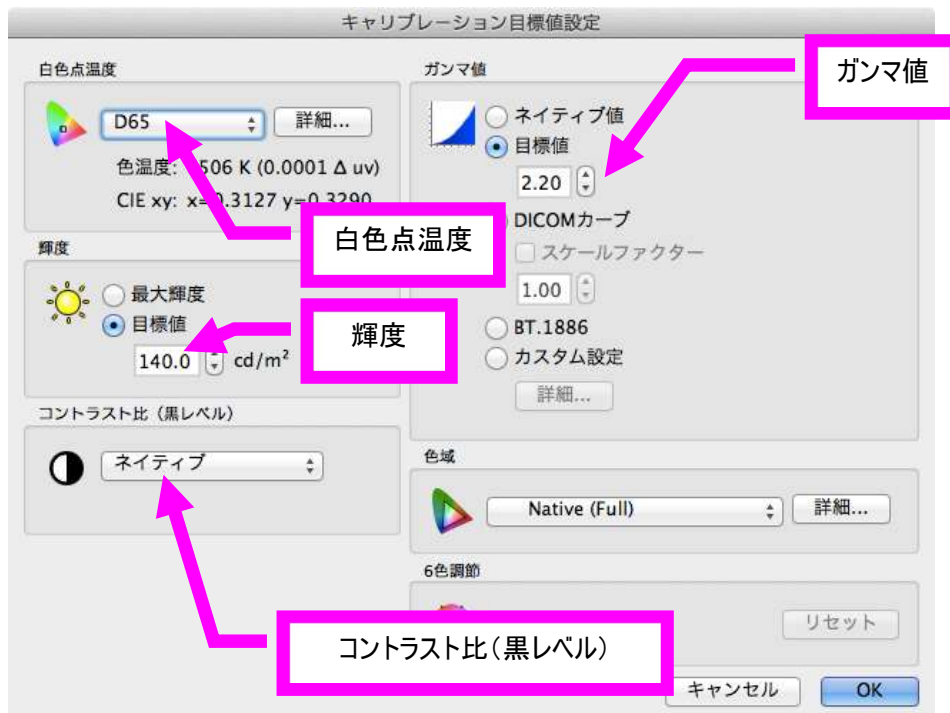 キャリブレーション目標値設定
白色点温度
D65
詳細...
色温度: 506 K (0.0001 Δ uv)
CIE xy: x=0.3127 y=0.3290
白色点温度
輝度
最大輝度
目標値
140.0 cd/m²
輝度
コントラスト比（黒レベル）
ネイティブ
コントラスト比（黒レベル）
ガンマ値
ガンマ値
ネイティブ値
目標値
2.20
DICOMカーブ
スケールファクター
1.00
BT.1886
カスタム設定
詳細...
色域
Native (Full)
詳細...
6色調節
リセット
キャンセル
OK